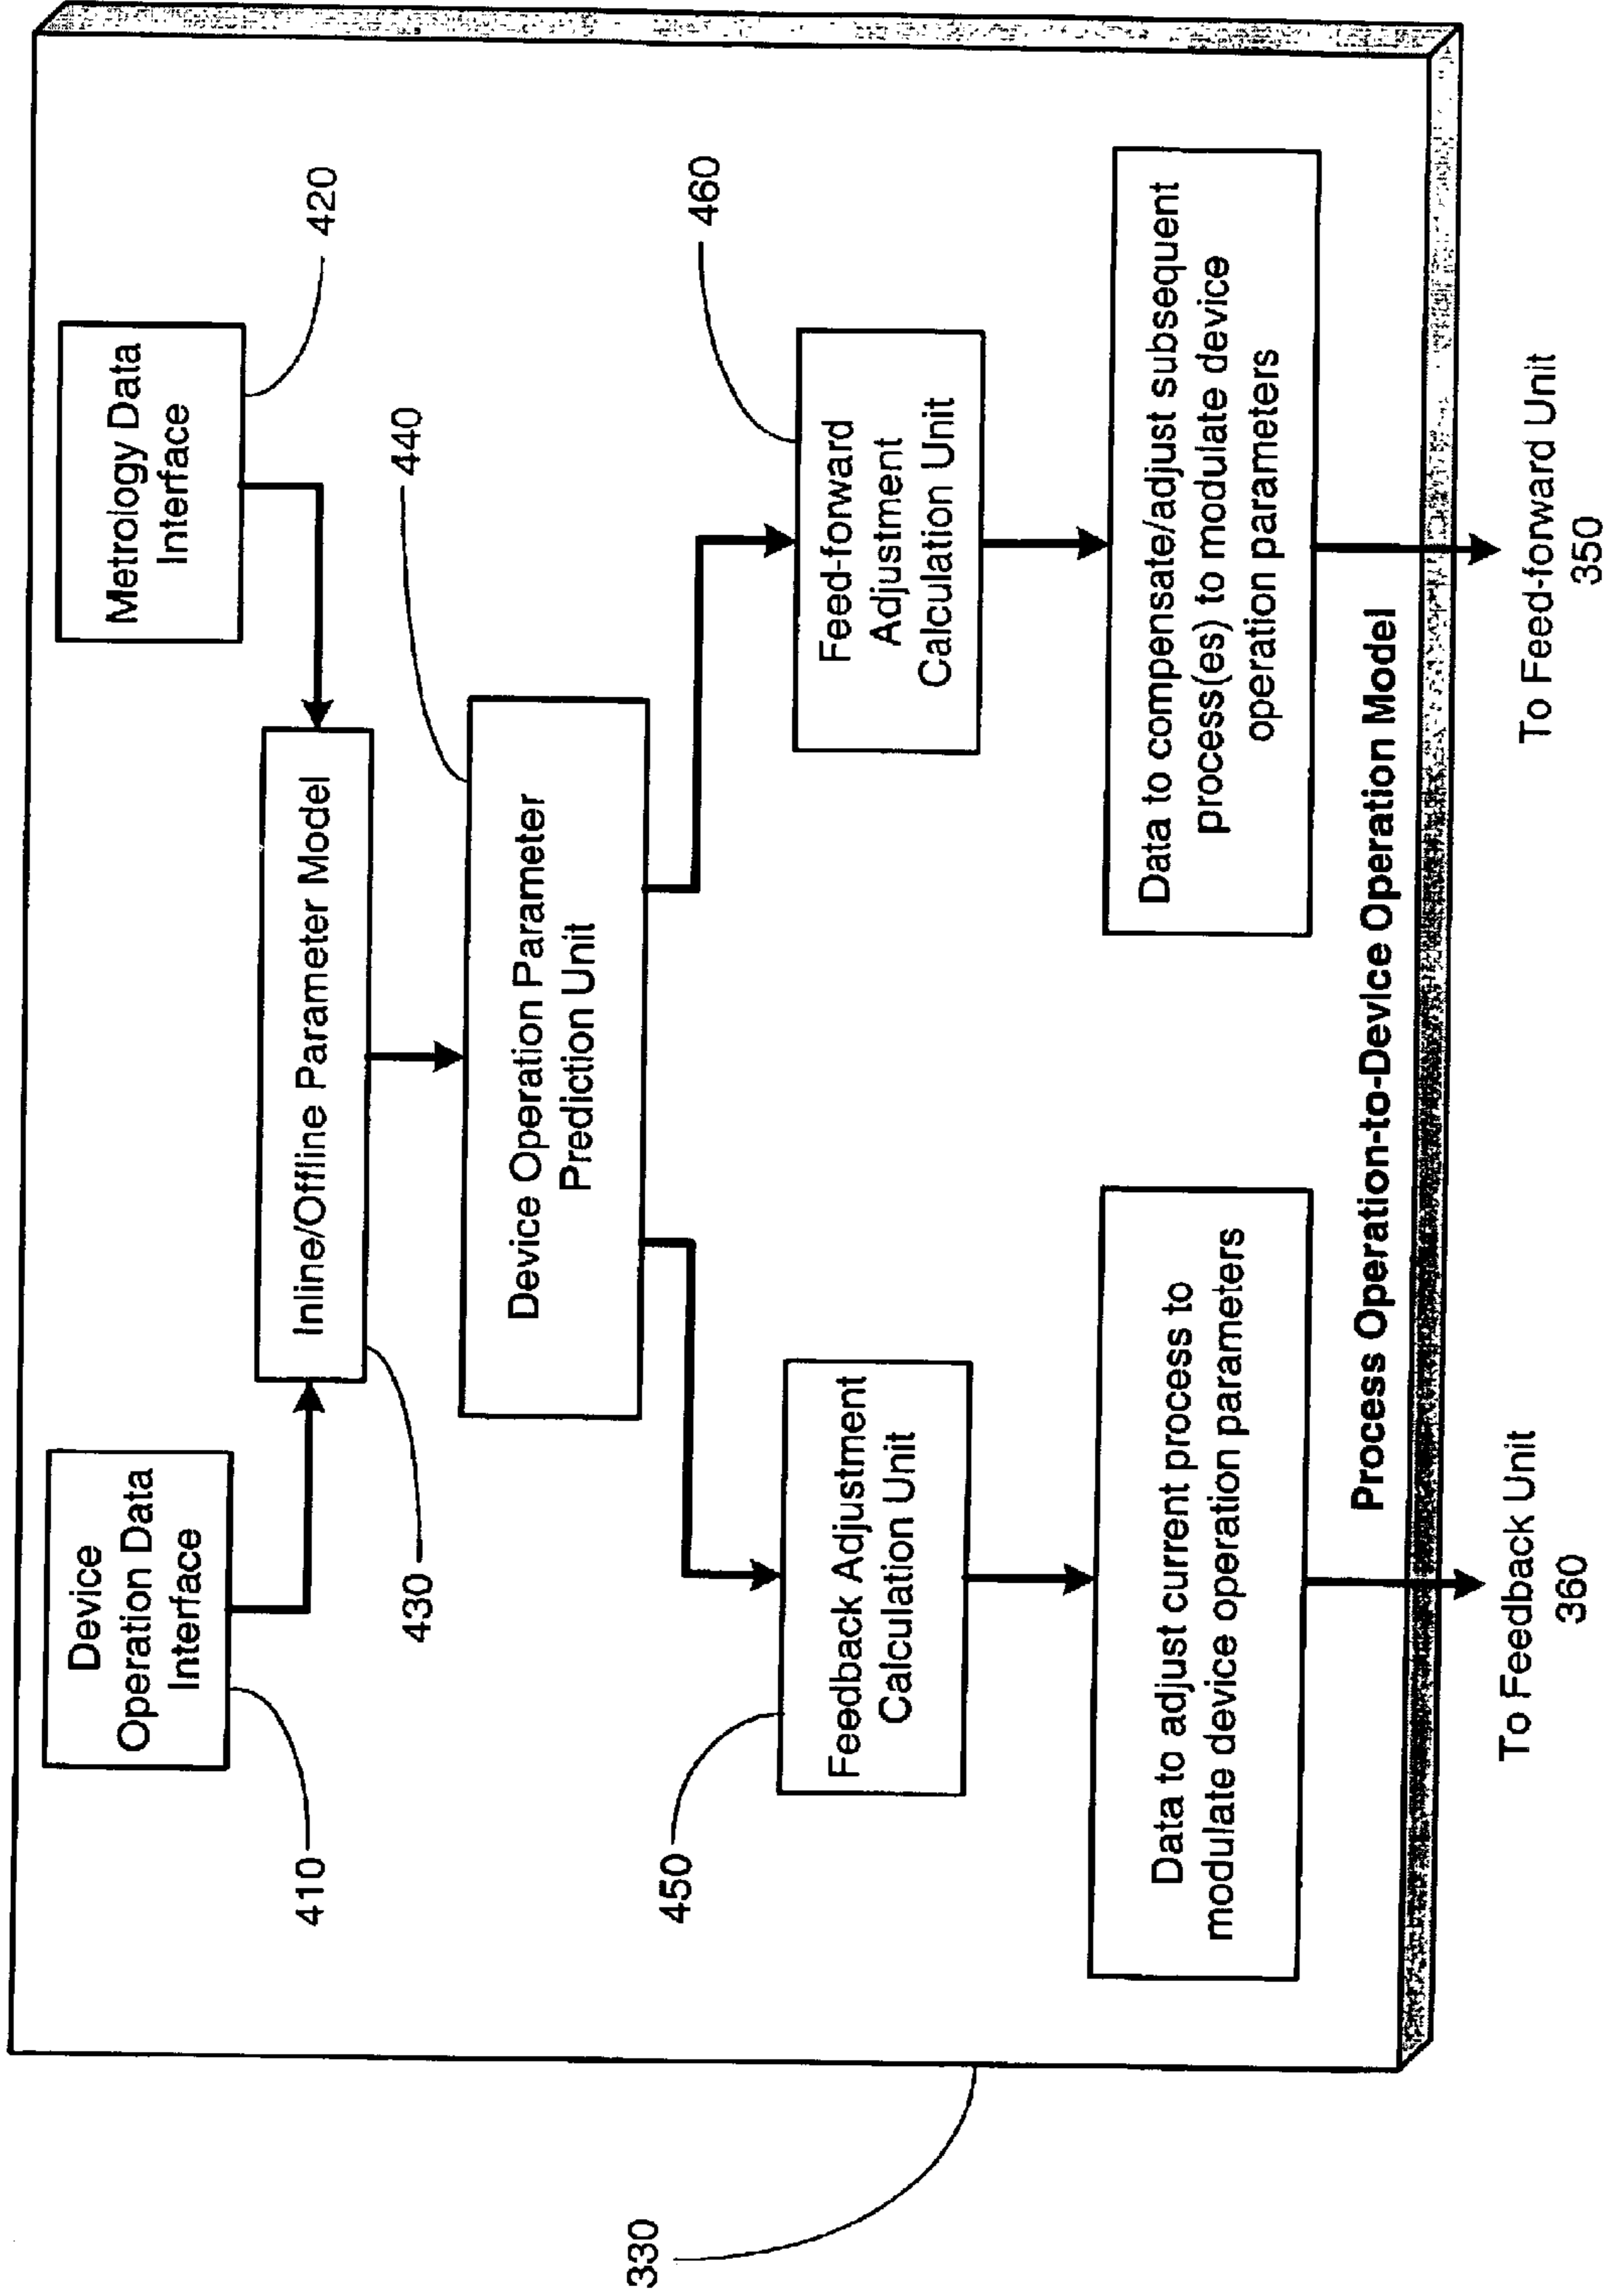 Device
Operation Data
Interface
410
Metrology Data
Interface
420
Inline/Offline Parameter Model
430
Device Operation Parameter
Prediction Unit
440
Feedback Adjustment
Calculation Unit
450
Feed-forward
Adjustment
Calculation Unit
460
Data to adjust current process to
modulate device operation parameters
Data to compensate/adjust subsequent
process(es) to modulate device
operation parameters
Process Operation-to-Device Operation Model
330
To Feedback Unit
360
To Feed-forward Unit
350